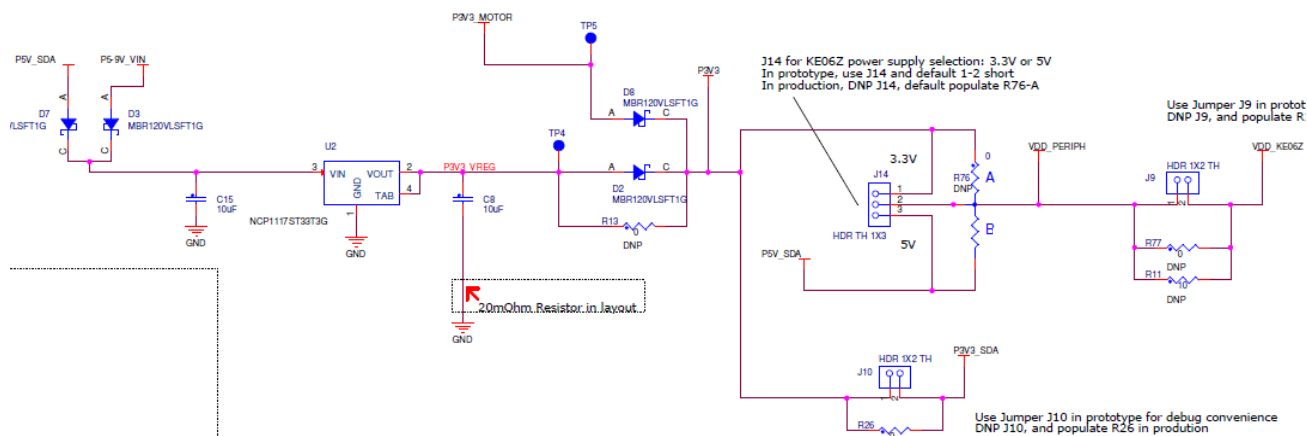 P3V3_MOTOR
TP5
J14 for KE06Z power supply selection: 3.3V or 5V
In prototype, use J14 and default 1-2 short
In production, DNP J14, default populate R76-A
P5V_SDA
P5-9V_VIN
P3V3
D8
MBR120VLSFT1G
A
C
Use Jumper J9 in protot
DNP J9, and populate R
A
A
D7
VLSFT1G
D3
MBR120VLSFT1G
C
C
U2
TP4
3
VIN
VOUT
2
GND
TAB
4
1
NCP1117ST33T3G
P3V3_VREG
A
C
D2
MBR120VLSFT1G
3.3V
J14
1
2
3
HDR TH 1X3
5V
0
R76
DNP
A
B
VDD_PERIPH
VDD_KE06Z
HDR 1X2 TH
J9
1
2
C15
10uF
GND
GND
C8
10uF
R13
0
DNP
P5V_SDA
R77
0
DNP
R11
10
DNP
20mOhm Resistor in layout
GND
HDR 1X2 TH
P3V3_SDA
J10
1
2
R26
0
Use Jumper J10 in prototype for debug convenience
DNP J10, and populate R26 in prodution